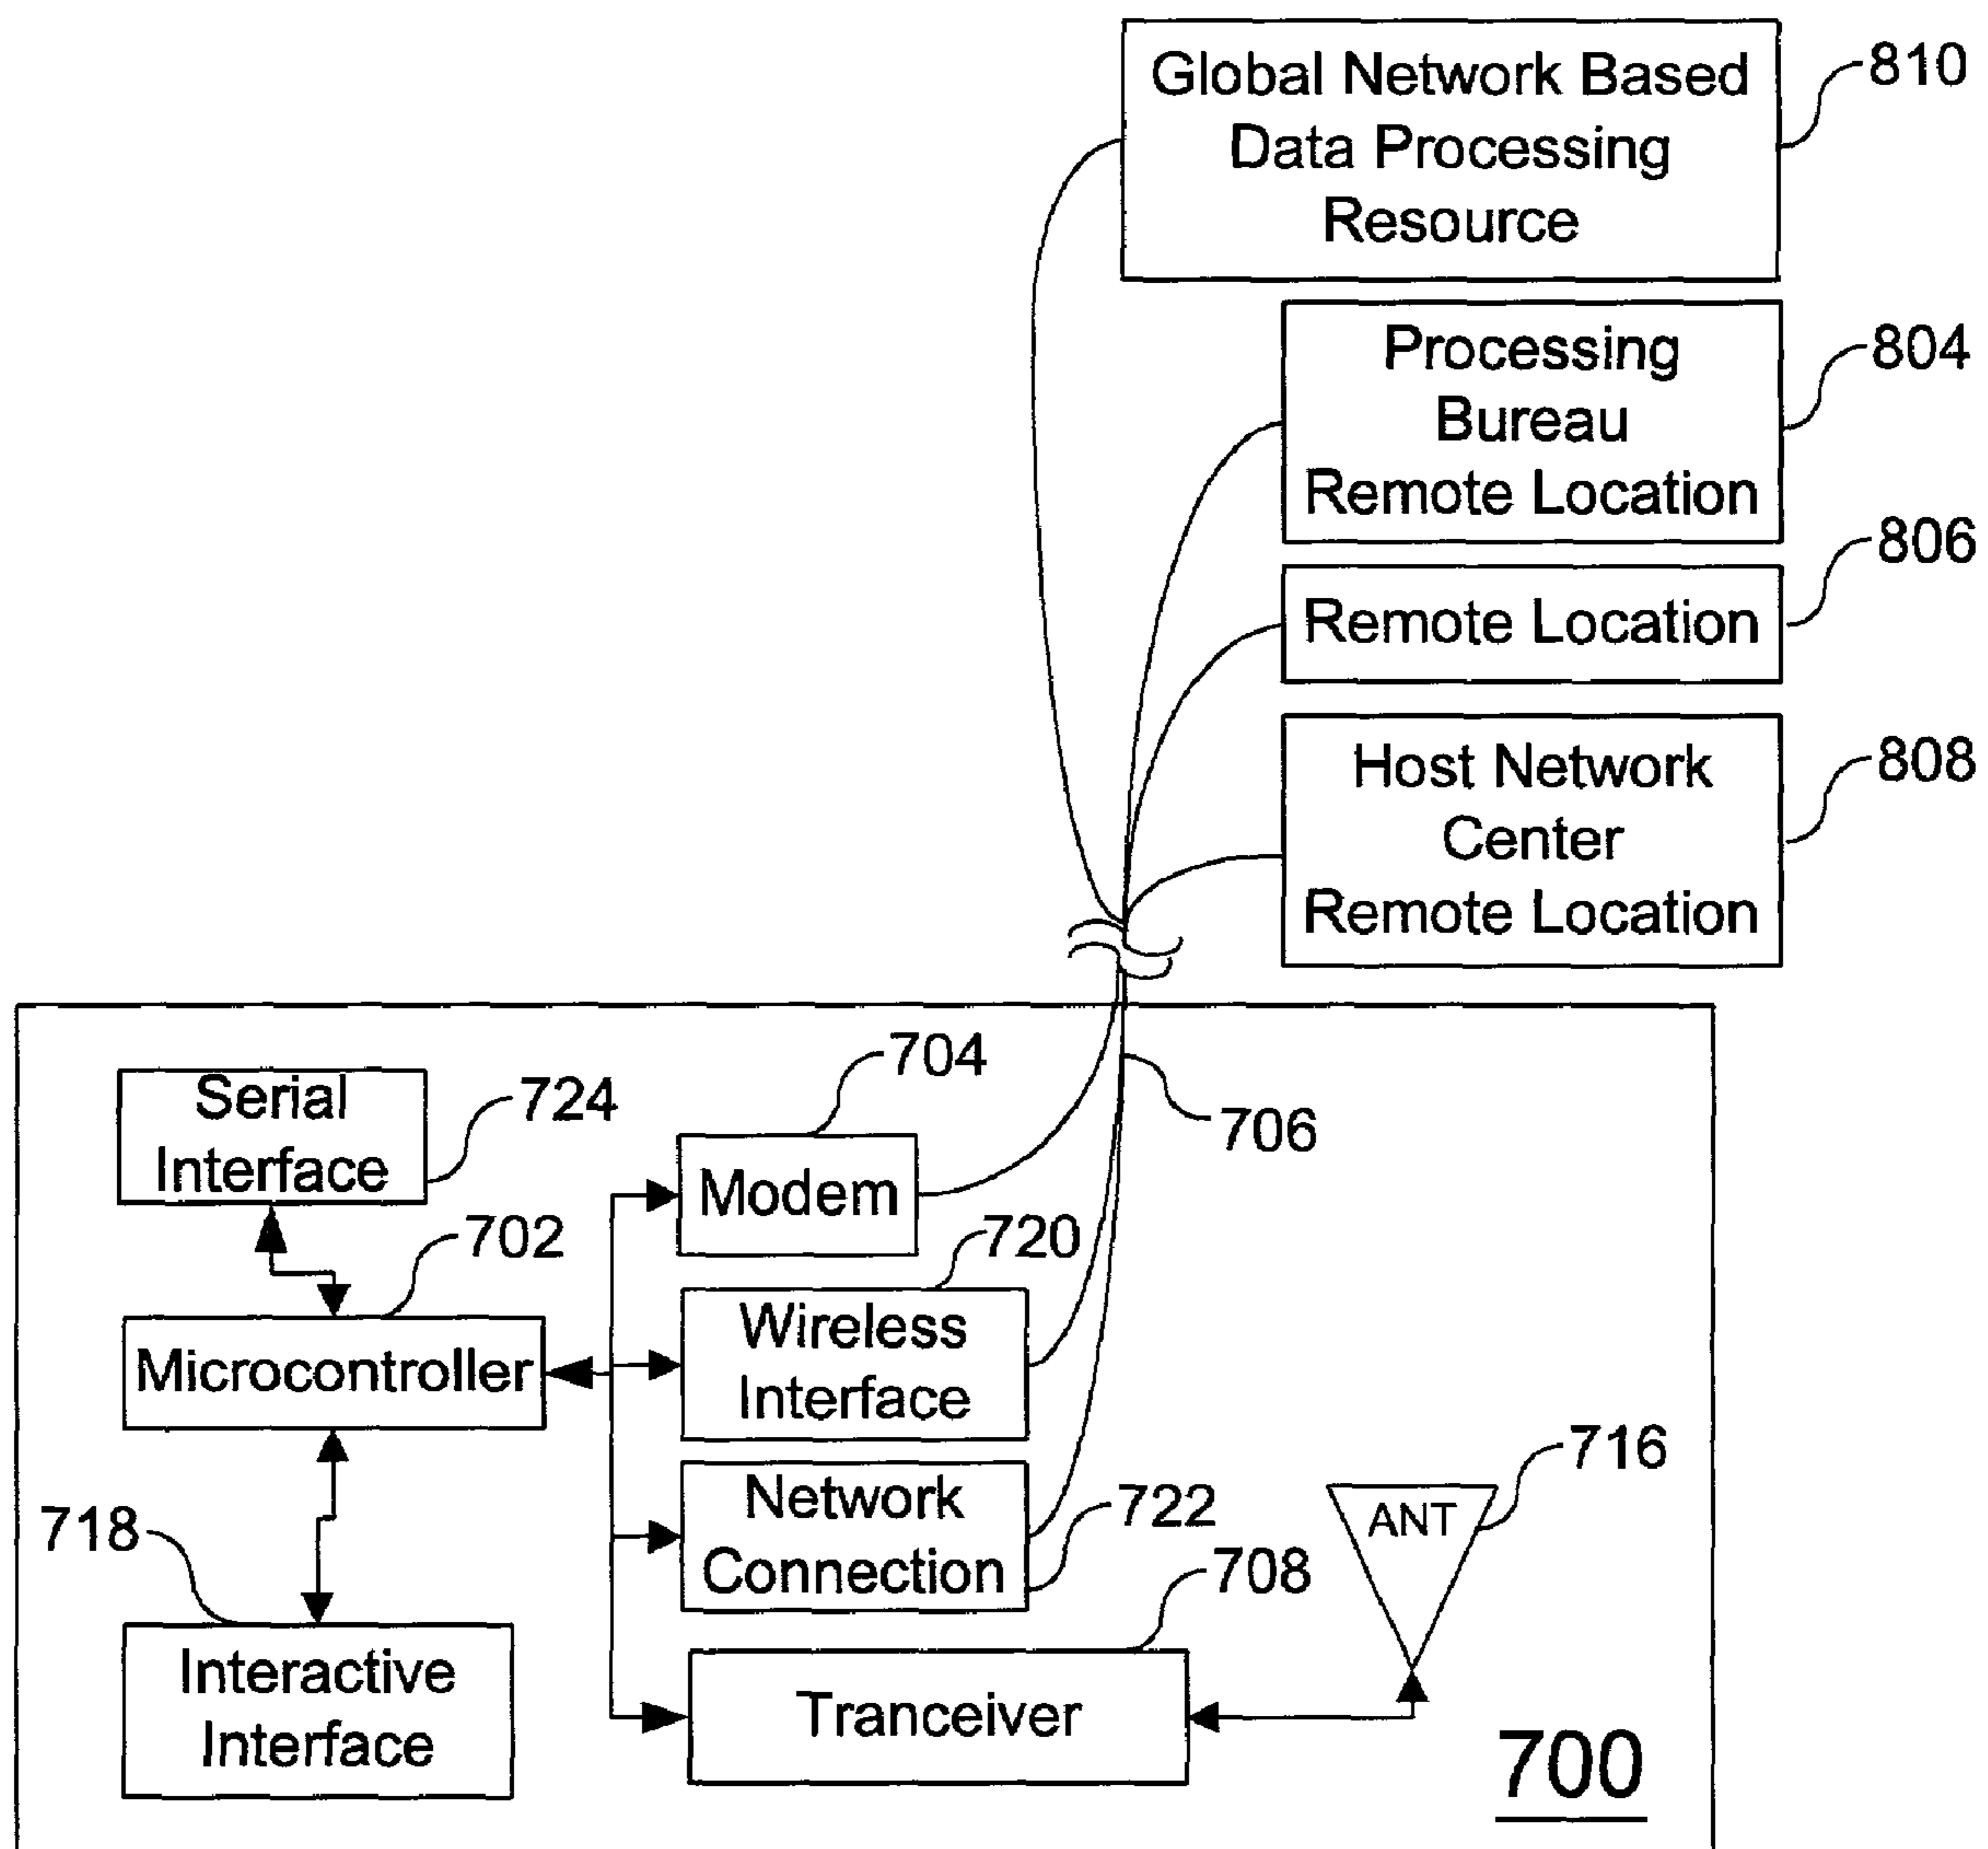 Global Network Based
Data Processing
Resource
810
Processing
Bureau
Remote Location
804
806
Remote Location
Host Network
Center
Remote Location
808
704
706
Serial
Interface
724
Modem
702
720
Microcontroller
Wireless
Interface
716
ANT
718
Network
Connection
722
708
Interactive
Interface
Tranceiver
700